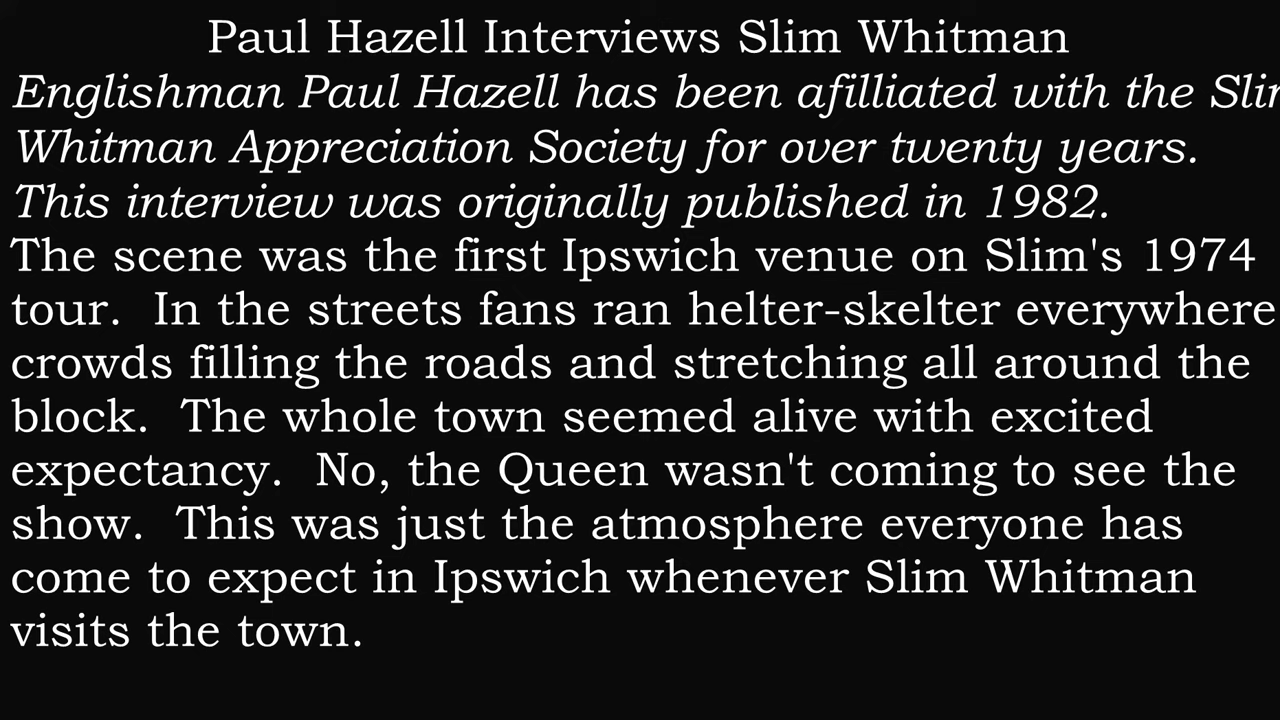 Paul Hazell Interviews Slim Whitman
Englishman Paul Hazell has been afilliated with the
Whitman Appreciation Society for over twenty years.
This interview was originally published in 1982.
The scene was the first Ipswich venue on Slim's 1974
tour.  In the streets fans ran helter-skelter everywhere
crowds filling the roads and stretching all around the
block.  The whole town seemed alive with excited
expectancy.  No, the Queen wasn't coming to see the
show.  This was just the atmosphere everyone has
come to expect in Ipswich whenever Slim Whitman
visits the town.